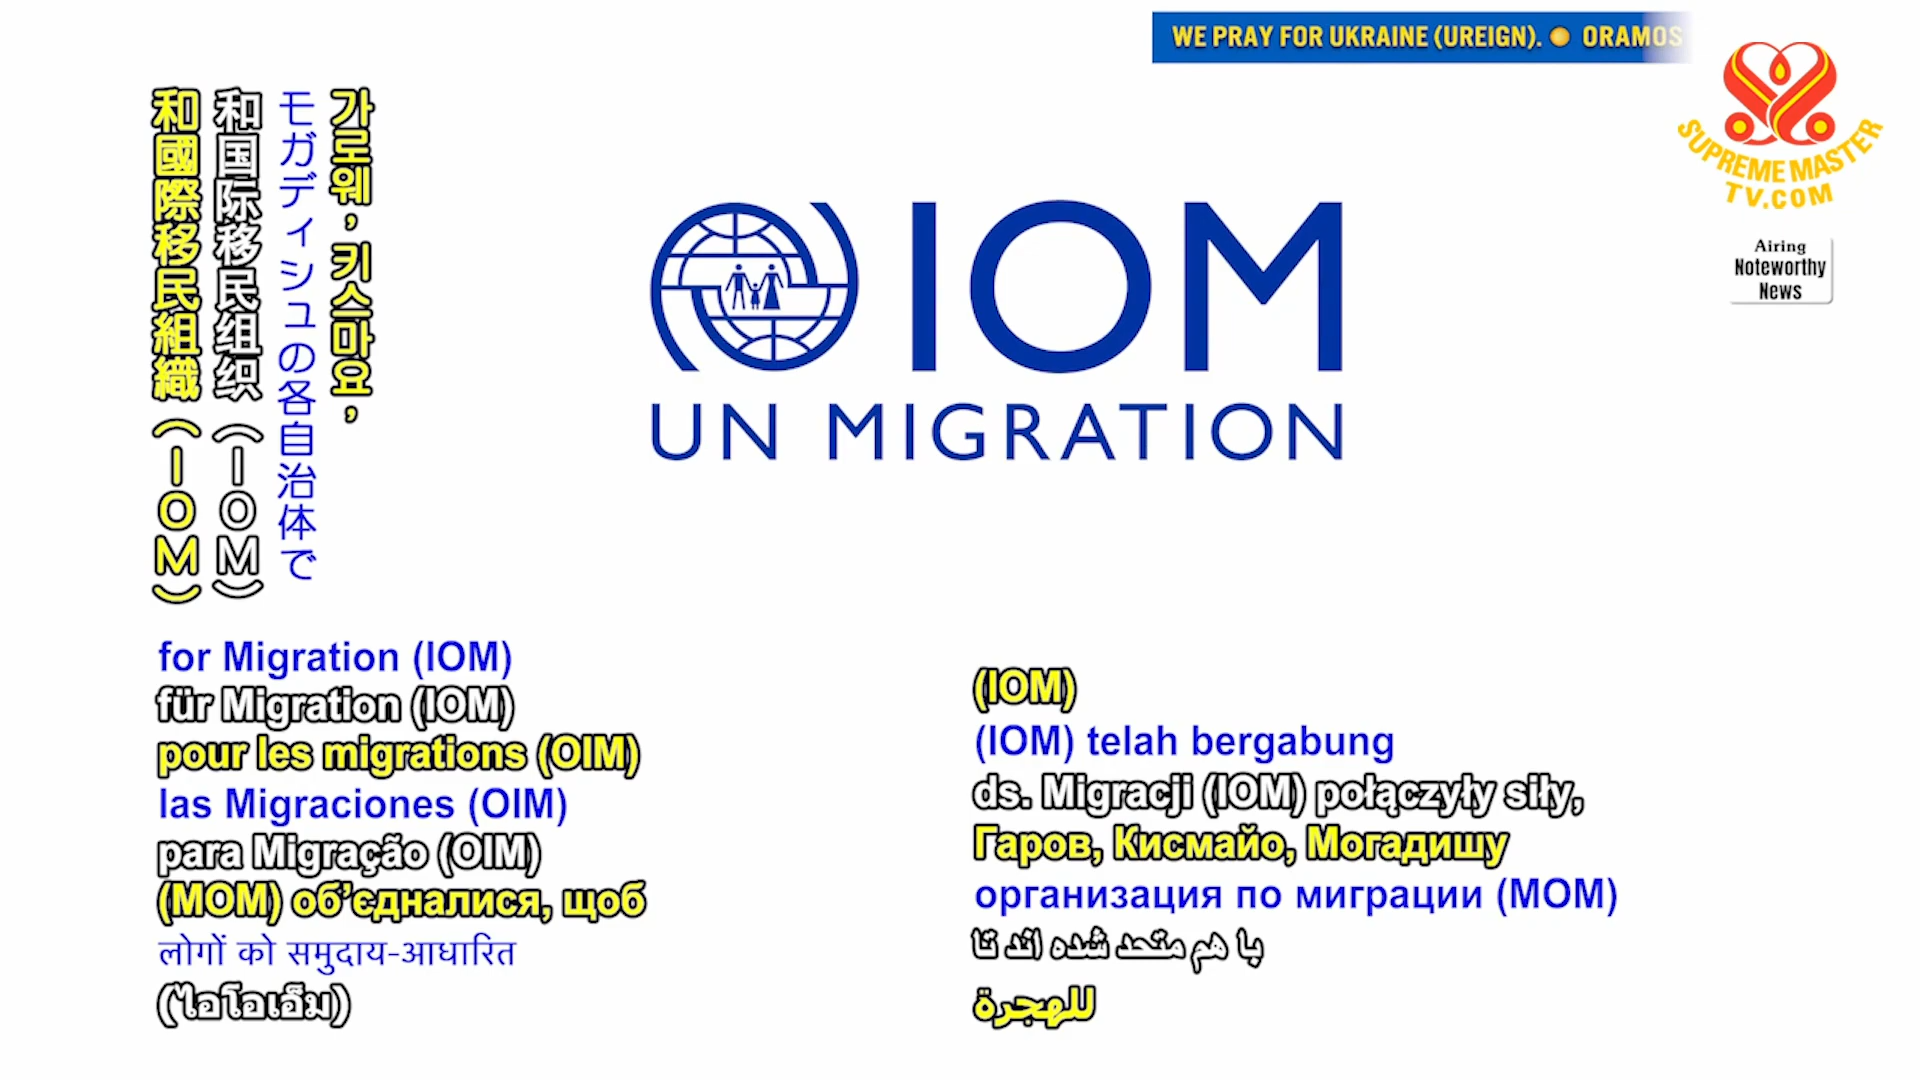 WE PRAY FOR UKRAINE (UREIGN). ORAMOS
SUPREME MASTER
TV.COM
Airing
Noteworthy
News
가로웨, 키스마요,
モガディシュの各自治体で
和国际移民组织(IOM)
和國際移民組織(IOM)
IOM
UN MIGRATION
for Migration (IOM)
für Migration (IOM)
pour les migrations (OIM)
las Migraciones (OIM)
para Migração (OIM)
(МОМ) об’єдналися, щоб
लोगों को समुदाय-आधारित
(ไอโอเอ็ม)
(IOM)
(IOM) telah bergabung
ds. Migracji (IOM) połączyły siły,
Гаров, Кисмайо, Могадишу
организация по миграции (МОМ)
با هم متحد شده اند تا
للهجرة